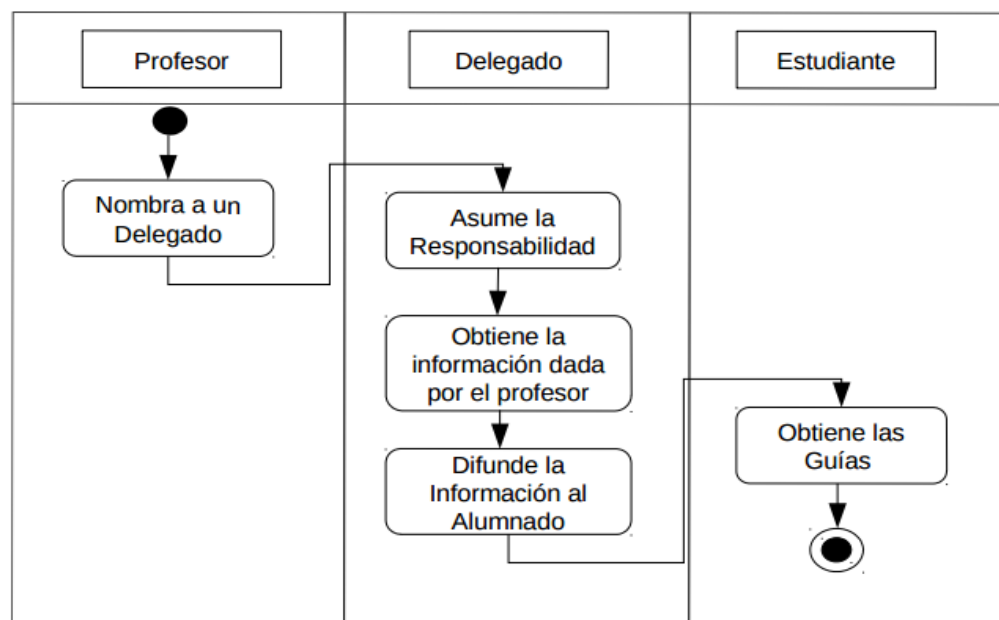 Profesor
Delegado
Estudiante
Nombra a un
Delegado
Asume la
Responsabilidad
Obtiene la
información dada
por el profesor
Difunde la
Información al
Alumnado
Obtiene las
Guías